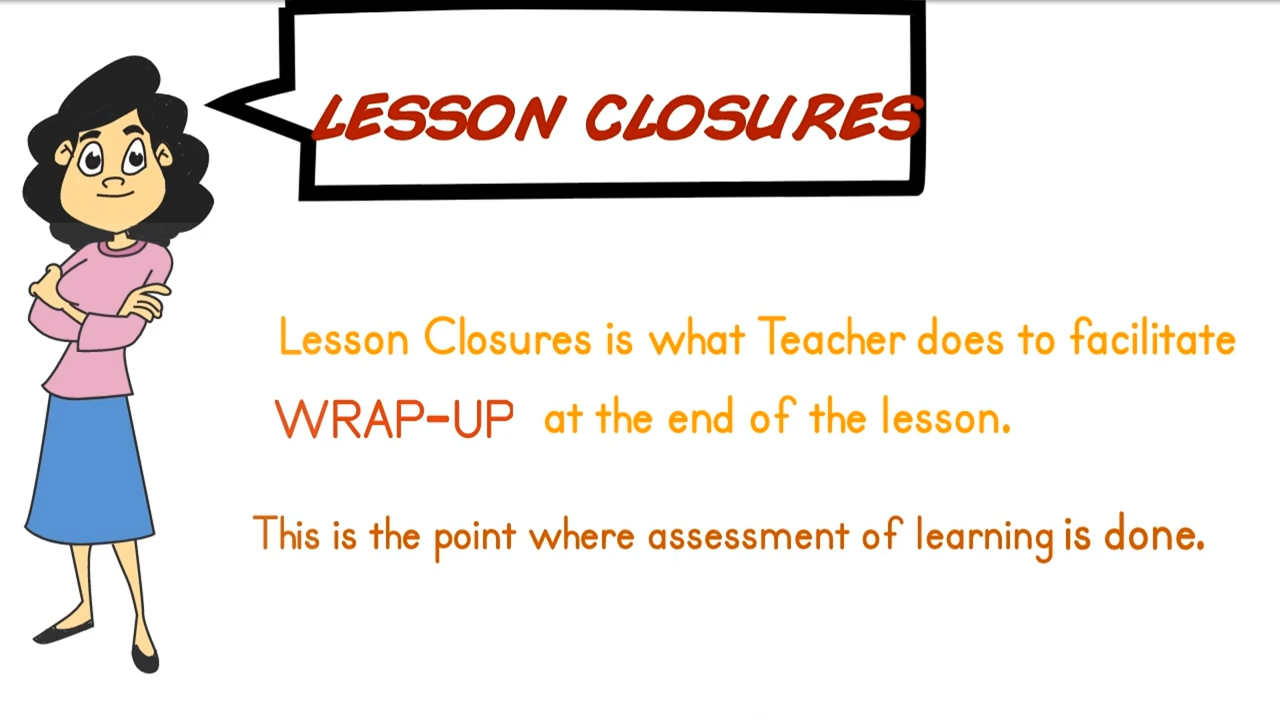 LESSON CLOSURES
Lesson Closures is what Teacher does to facilitate
WRAP-UP at the end of the lesson.
This is the point where assessment of learning is done.